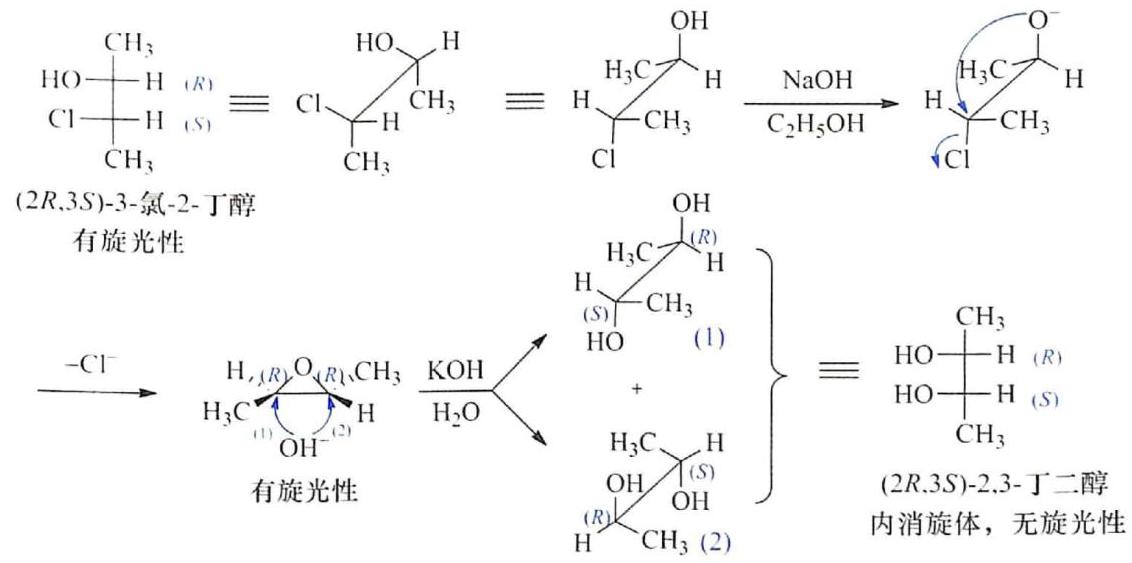 CH₃
HO H (R)
Cl H (S)
CH₃
(2R,3S)-3-氯-2-丁醇
有旋光性
≡
HO H
Cl CH₃
H
CH₃
≡
OH
H₃C H
H CH₃
Cl
NaOH
C₂H₅OH
O⁻
H₃C H
H CH₃
Cl
–Cl⁻
H (R) O (R) CH₃
H₃C H
(1) OH⁻ (2)
有旋光性
KOH
H₂O
OH
H₃C (R) H
H CH₃
(S)
HO (1)
+
H₃C H
OH (S)
OH
(R)
H CH₃ (2)
≡
CH₃
HO H (R)
HO H (S)
CH₃
(2R,3S)-2,3-丁二醇
内消旋体，无旋光性